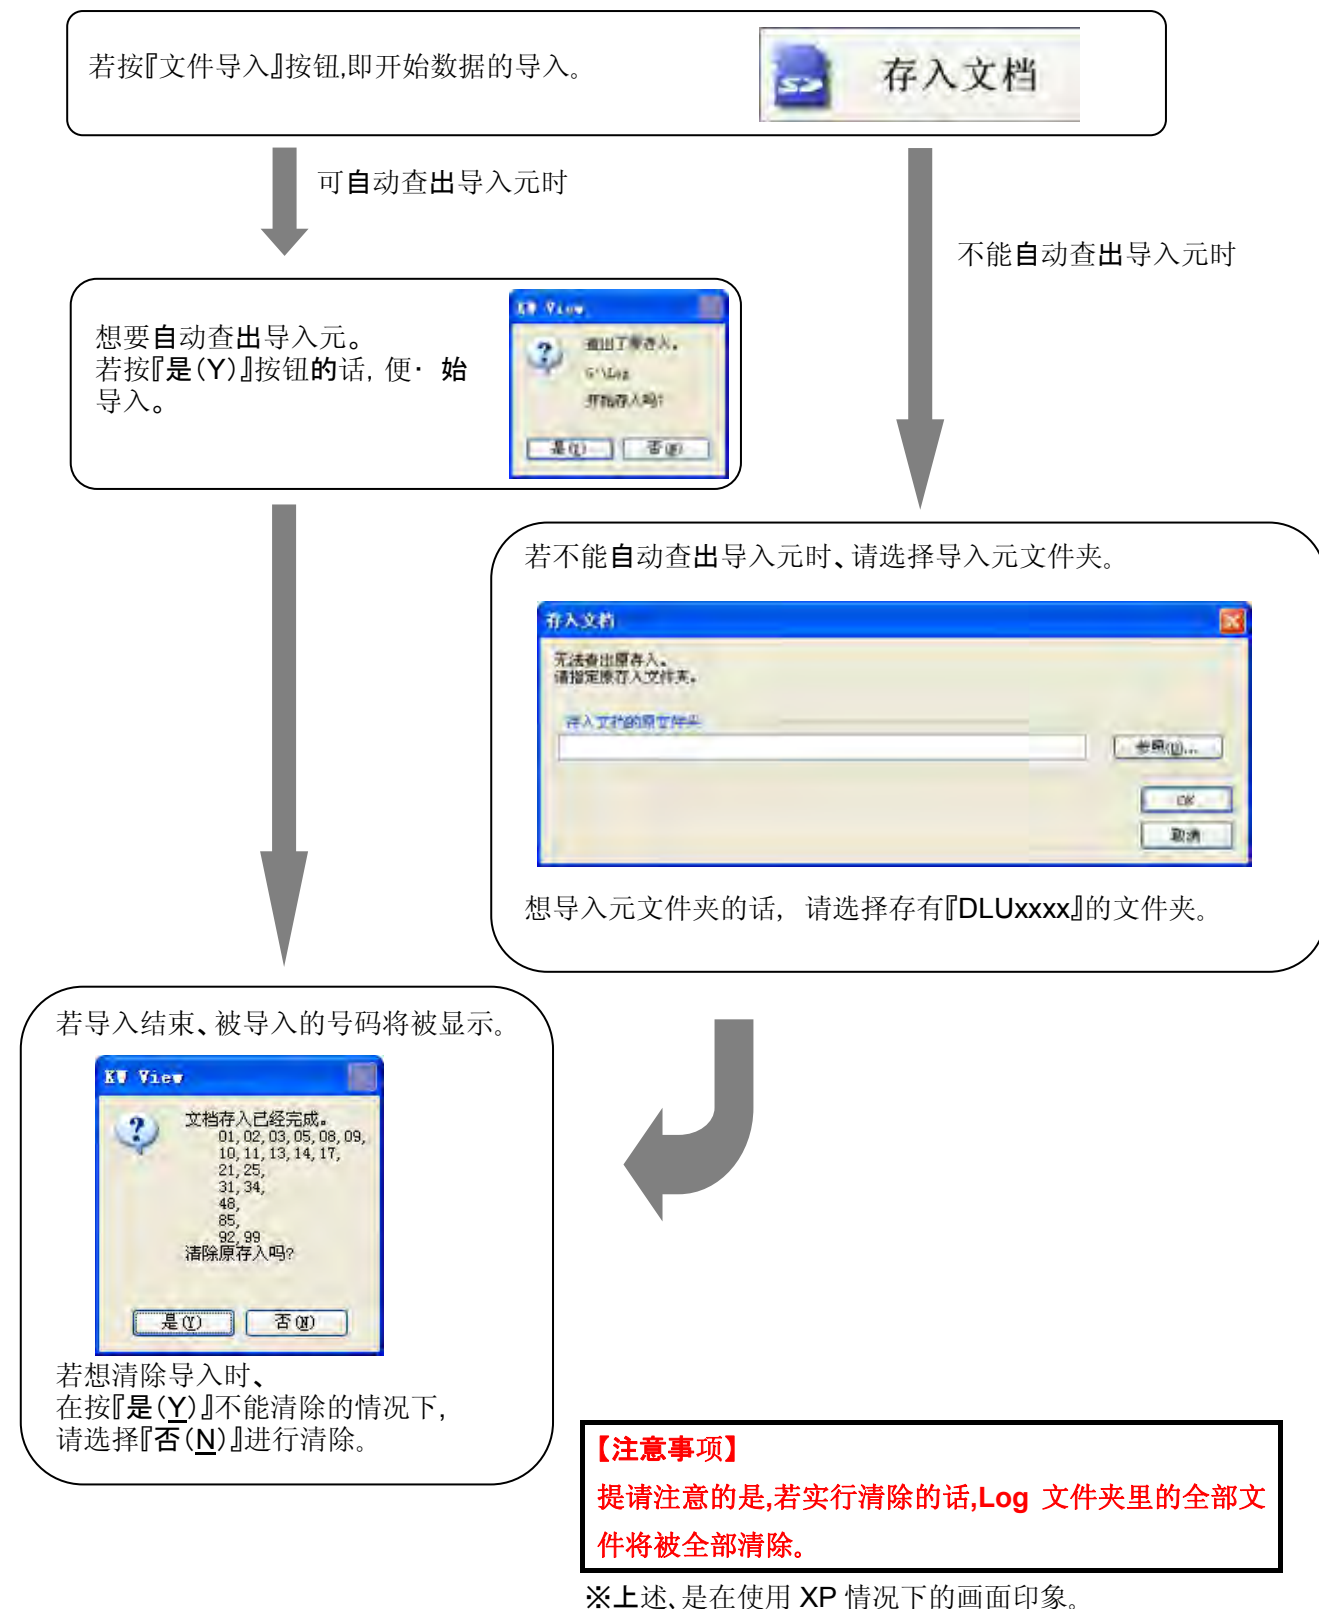 若按『文件导入』按钮,即开始数据的导入。
存入文档
可自动查出导入元时
不能自动查出导入元时
想要自动查出导入元。
若按『是(Y)』按钮的话, 便· 始
导入。
KW View
查出了原存入。
G:\Log
开始存入吗?
是(Y)
否(N)
若不能自动查出导入元时、请选择导入元文件夹。
存入文档
无法查出原存入。
请指定原存入文件夹。
存入文档的原文件夹
参照(U)...
OK
取消
想导入元文件夹的话, 请选择存有『DLUxxxx』的文件夹。
若导入结束、被导入的号码将被显示。
KW View
文档存入已经完成。
01, 02, 03, 05, 08, 09,
10, 11, 13, 14, 17,
21, 25,
31, 34,
48,
85,
92, 99
清除原存入吗?
是(Y)
否(N)
若想清除导入时、
在按『是(Y)』不能清除的情况下,
请选择『否(N)』进行清除。
【注意事项】
提请注意的是,若实行清除的话,Log 文件夹里的全部文
件将被全部清除。
※上述、是在使用 XP 情况下的画面印象。